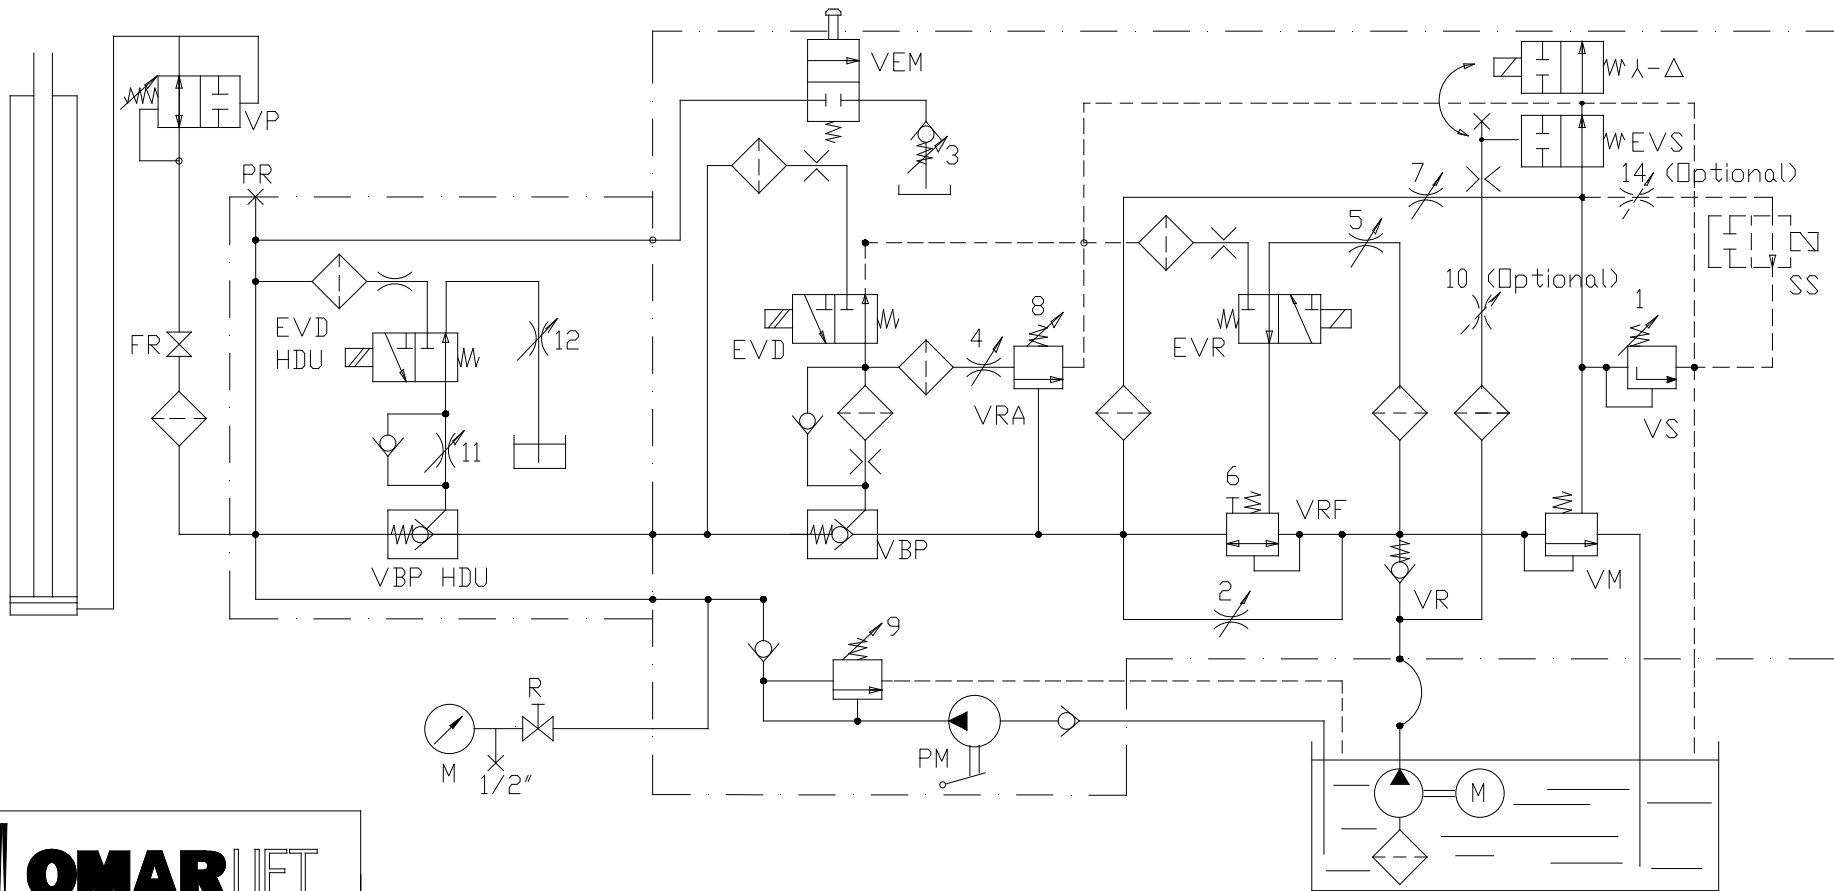 VEM
⅄-Δ
VP
EVS
3
PR
7
14 (Optional)
5
10 (Optional)
SS
EVD
HDU
12
FR
8
1
EVD
4
EVR
VRA
VS
11
6
VRF
VBP
VBP HDU
VM
2
VR
9
R
M
1/2"
PM
M
OMARLIFT